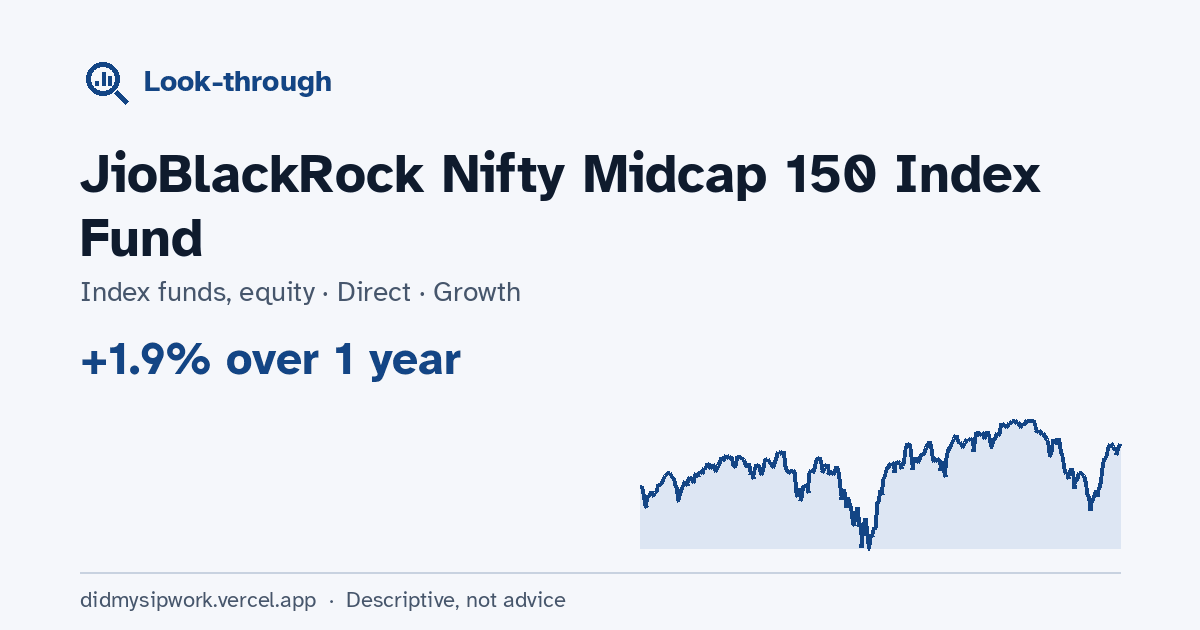 Look-through
JioBlackRock Nifty Midcap 150 Index
Fund
Index funds, equity · Direct · Growth
+1.9% over 1 year
didmysipwork.vercel.app · Descriptive, not advice